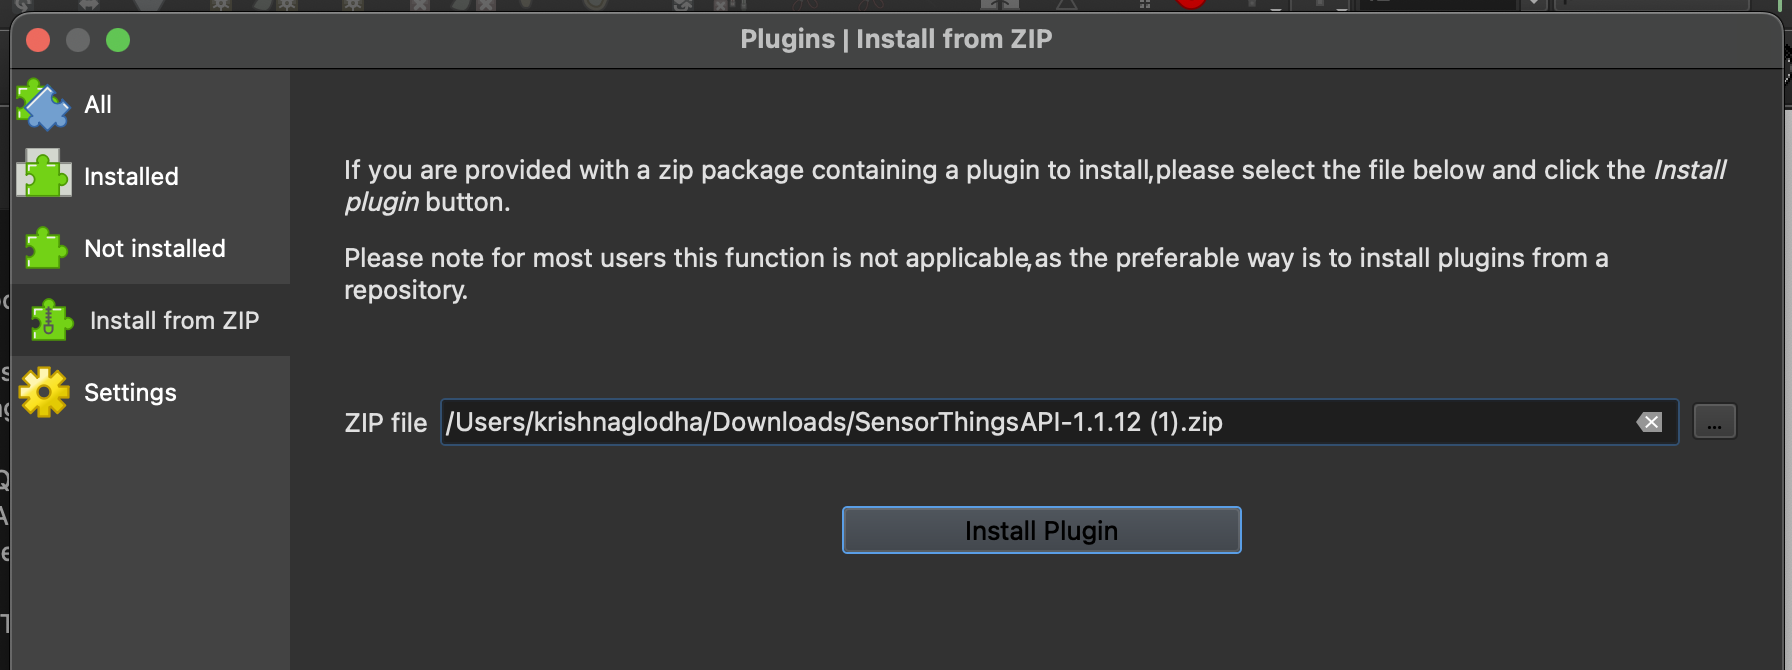 Plugins | Install from ZIP
All
Installed
Not installed
Install from ZIP
Settings
If you are provided with a zip package containing a plugin to install,please select the file below and click the Install
plugin button.
Please note for most users this function is not applicable,as the preferable way is to install plugins from a
repository.
ZIP file /Users/krishnaglodha/Downloads/SensorThingsAPI-1.1.12 (1).zip
...
Install Plugin